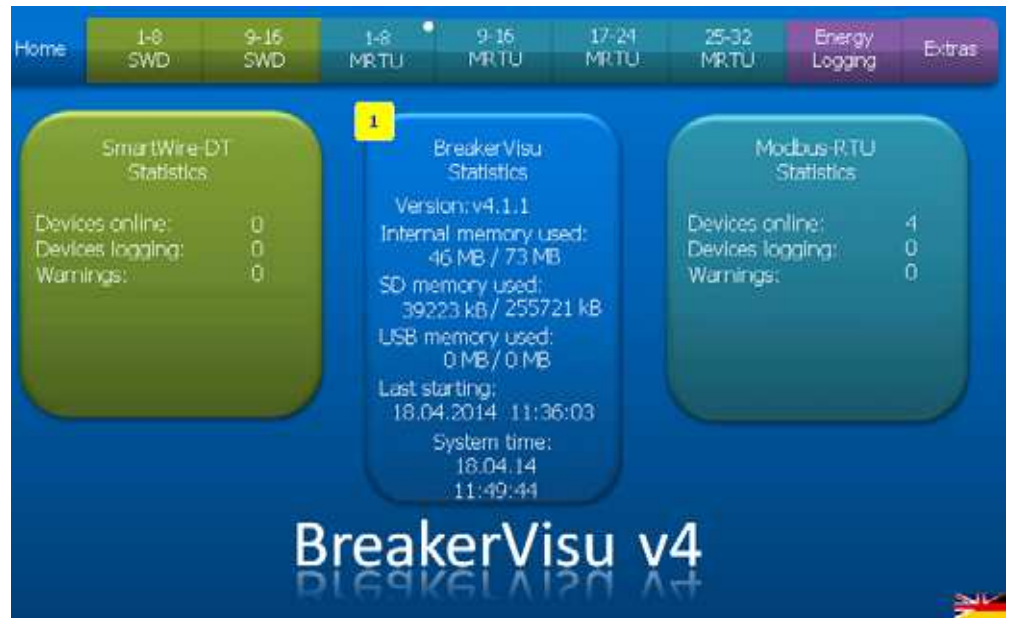 Home
1-8 SWD
9-16 SWD
1-8 MRTU
9-16 MRTU
17-24 MRTU
25-32 MRTU
Energy Logging
Extras
SmartWire-DT
Statistics
Devices online: 0
Devices logging: 0
Warnings: 0
1
BreakerVisu
Statistics
Version: v4.1.1
Internal memory used:
46 MB / 73 MB
SD memory used:
39223 kB / 255721 kB
USB memory used:
0 MB / 0 MB
Last starting:
18.04.2014 11:36:03
System time:
18.04.14
11:49:44
Modbus-RTU
Statistics
Devices online: 4
Devices logging: 0
Warnings: 0
BreakerVisu v4